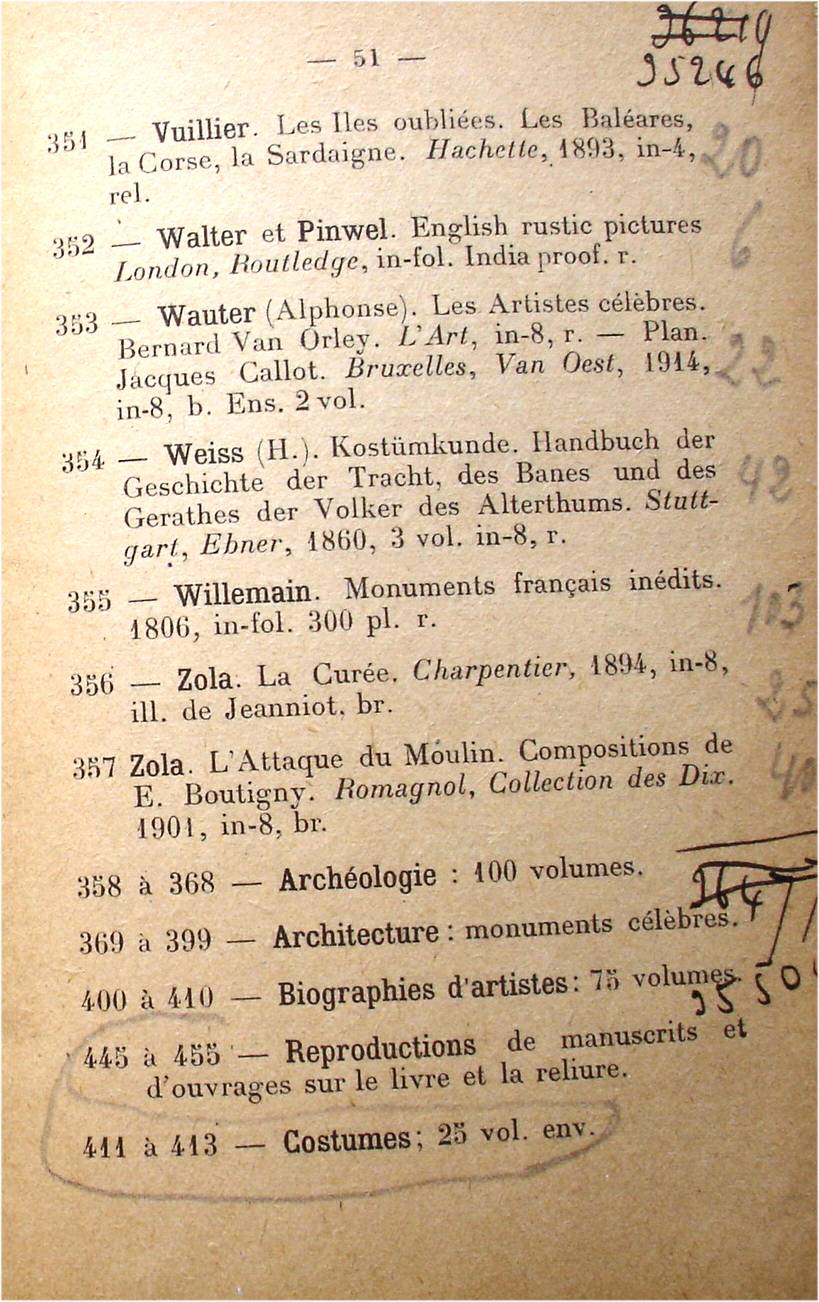 — 51 —
35246
351 — Vuillier. Les Iles oubliées. Les Baléares,
la Corse, la Sardaigne. Hachette, 1893, in-4, 20
rel.
352 — Walter et Pinwel. English rustic pictures
London, Routledge, in-fol. India proof. r. 6
353 — Wauter (Alphonse). Les Artistes célèbres.
Bernard Van Orley. L'Art, in-8, r. — Plan.
Jacques Callot. Bruxelles, Van Oest, 1914, 22
in-8, b. Ens. 2 vol.
354 — Weiss (H.). Kostümkunde. Handbuch der
Geschichte der Tracht, des Banes und des 42
Gerathes der Volker des Alterthums. Stutt-
gart, Ebner, 1860, 3 vol. in-8, r.
355 — Willemain. Monuments français inédits.
1806, in-fol. 300 pl. r. 103
356 — Zola. La Curée. Charpentier, 1894, in-8,
ill. de Jeanniot. br. 25
357 Zola. L'Attaque du Moulin. Compositions de
E. Boutigny. Romagnol, Collection des Dix. 40
1901, in-8, br.
358 à 368 — Archéologie : 100 volumes.
369 à 399 — Architecture : monuments célèbres.
400 à 410 — Biographies d'artistes : 75 volumes.
445 à 455 — Reproductions de manuscrits et
d'ouvrages sur le livre et la reliure.
411 à 413 — Costumes ; 25 vol. env.